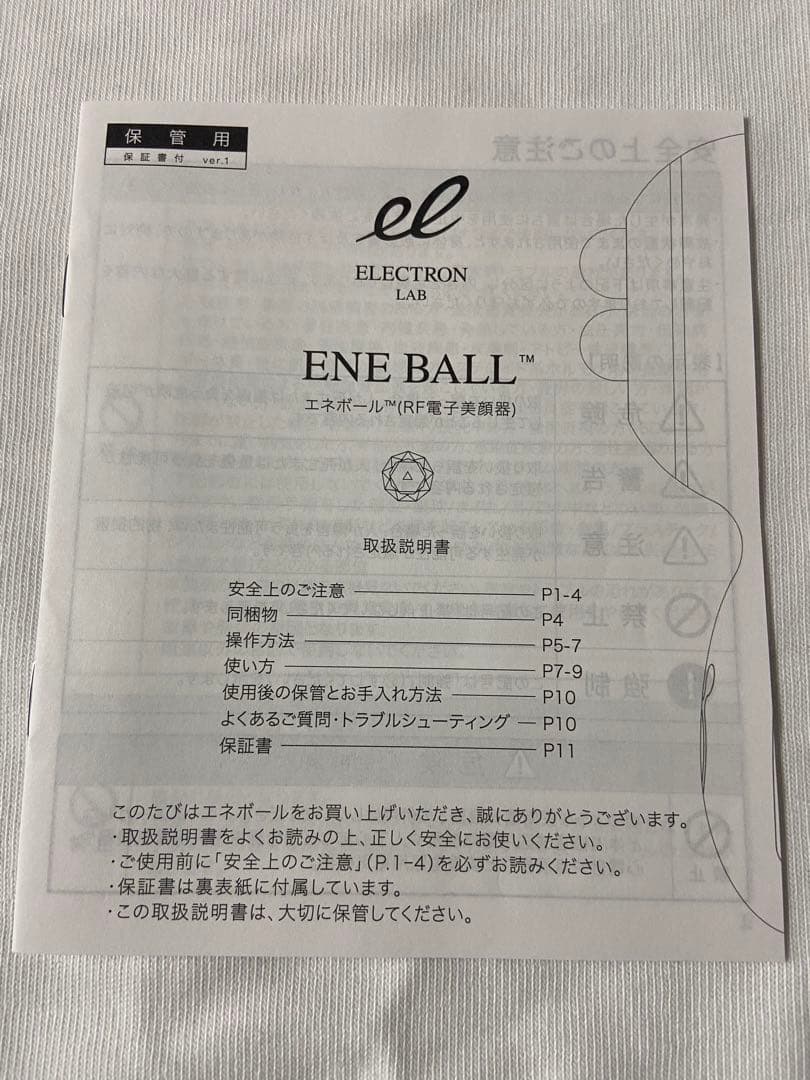 保管用
保証書付 ver.1
el
ELECTRON
LAB
ENE BALL™
エネボール™(RF電子美顔器)
取扱説明書
安全上のご注意 P1-4
同梱物 P4
操作方法 P5-7
使い方 P7-9
使用後の保管とお手入れ方法 P10
よくあるご質問・トラブルシューティング P10
保証書 P11
このたびはエネボールをお買い上げいただき、誠にありがとうございます。
・取扱説明書をよくお読みの上、正しく安全にお使いください。
・ご使用前に「安全上のご注意」(P.1-4)を必ずお読みください。
・保証書は裏表紙に付属しています。
・この取扱説明書は、大切に保管してください。